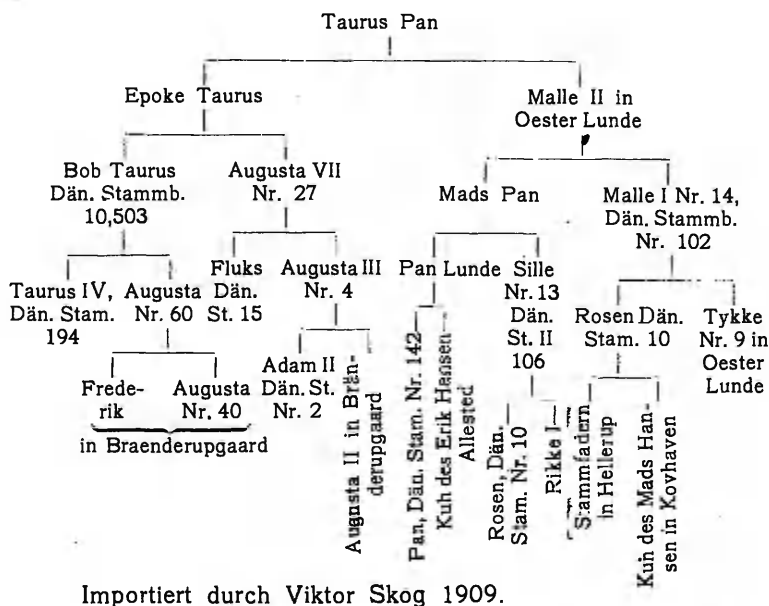 Taurus Pan
Epoke Taurus
Malle II in
Oester Lunde
Bob Taurus
Dän. Stammb.
10,503
Augusta VII
Nr. 27
Mads Pan
Malle I Nr. 14,
Dän. Stammb.
Nr. 102
Taurus IV,
Dän. Stam.
194
Augusta
Nr. 60
Fluks
Dän.
St. 15
Augusta III
Nr. 4
Pan Lunde
Sille
Nr. 13
Dän.
St. II
106
Rosen Dän.
Stam. 10
Tykke
Nr. 9 in
Oester
Lunde
Frede-
rik
Augusta
Nr. 40
in Braenderupgaard
Adam II
Dän. St.
Nr. 2
Augusta II in Brän-
derupgaard
Pan, Dän. Stam. Nr. 142
Kuh des Erik Hansen
Allested
Rosen, Dän.
Stam. Nr. 10
Rikke I
Stammfadern
in Hellerup
Kuh des Mads Han-
sen in Kovhaven
Importiert durch Viktor Skog 1909.